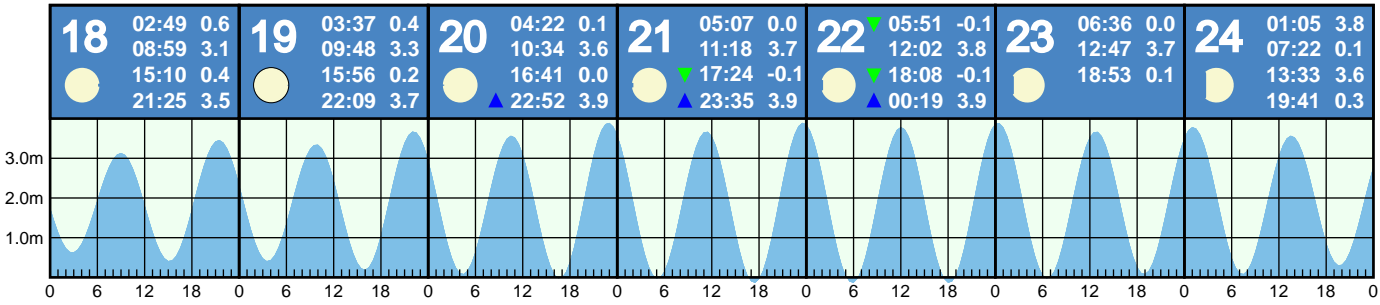 18 02:49 0.6
08:59 3.1
15:10 0.4
21:25 3.5
19 03:37 0.4
09:48 3.3
15:56 0.2
22:09 3.7
20 04:22 0.1
10:34 3.6
16:41 0.0
▲ 22:52 3.9
21 05:07 0.0
11:18 3.7
▼ 17:24 -0.1
▲ 23:35 3.9
22 ▼ 05:51 -0.1
12:02 3.8
▼ 18:08 -0.1
▲ 00:19 3.9
23 06:36 0.0
12:47 3.7
18:53 0.1
24 01:05 3.8
07:22 0.1
13:33 3.6
19:41 0.3
3.0m
2.0m
1.0m
0 6 12 18 0 6 12 18 0 6 12 18 0 6 12 18 0 6 12 18 0 6 12 18 0 6 12 18 0